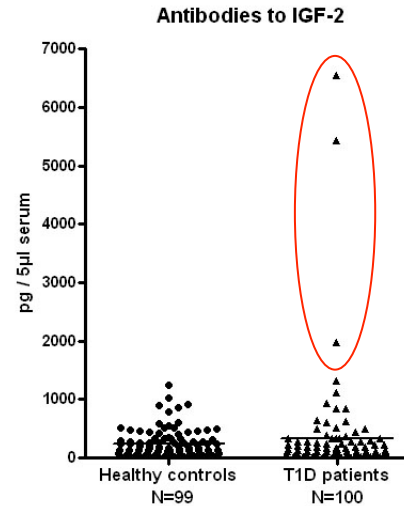 Antibodies to IGF-2
pg / 5µl serum
7000
6000
5000
4000
3000
2000
1000
0
Healthy controls
N=99
T1D patients
N=100